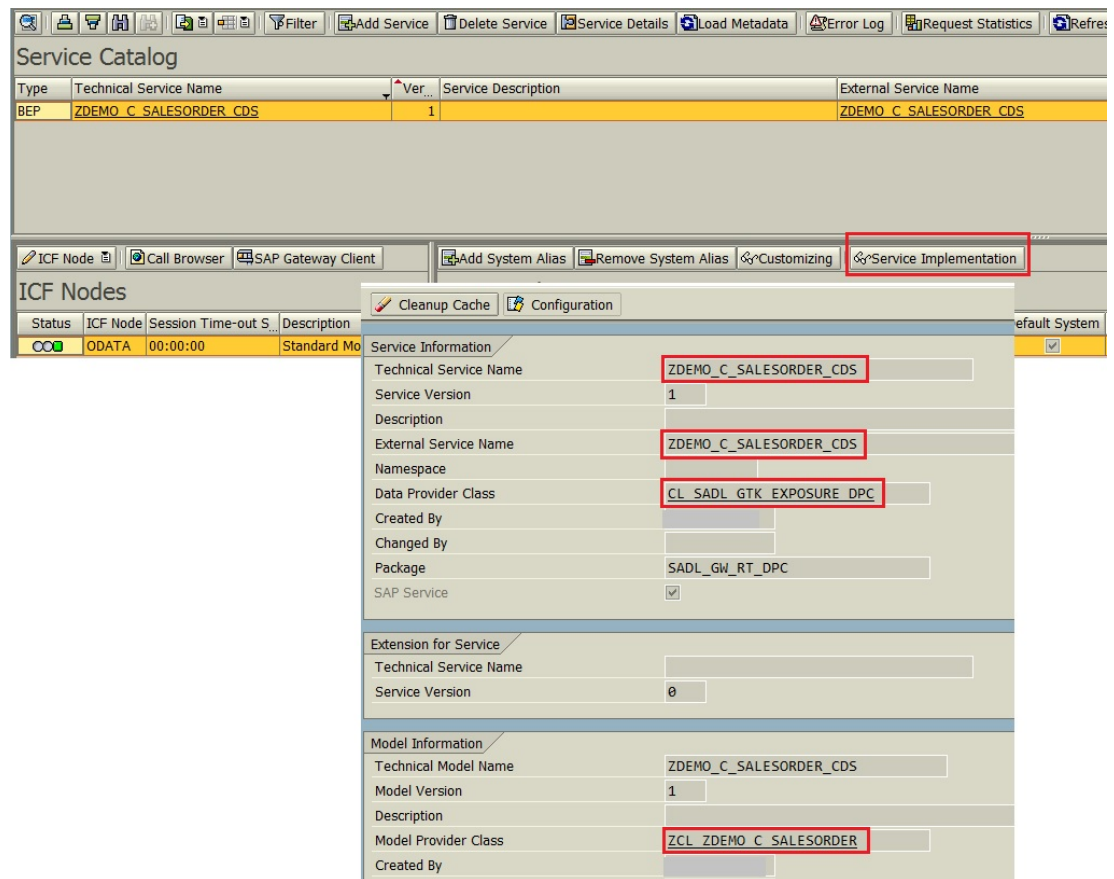 Filter Add Service Delete Service Service Details Load Metadata Error Log Request Statistics Refres
Service Catalog
Type Technical Service Name Ver... Service Description External Service Name
BEP ZDEMO_C_SALESORDER_CDS 1 ZDEMO_C_SALESORDER_CDS
ICF Node Call Browser SAP Gateway Client Add System Alias Remove System Alias Customizing Service Implementation
ICF Nodes
Status ICF Node Session Time-out S... Description efault System
ODATA 00:00:00 Standard Mo
Cleanup Cache Configuration
Service Information
Technical Service Name ZDEMO_C_SALESORDER_CDS
Service Version 1
Description
External Service Name ZDEMO_C_SALESORDER_CDS
Namespace
Data Provider Class CL_SADL_GTK_EXPOSURE_DPC
Created By
Changed By
Package SADL_GW_RT_DPC
SAP Service
Extension for Service
Technical Service Name
Service Version 0
Model Information
Technical Model Name ZDEMO_C_SALESORDER_CDS
Model Version 1
Description
Model Provider Class ZCL_ZDEMO_C_SALESORDER
Created By